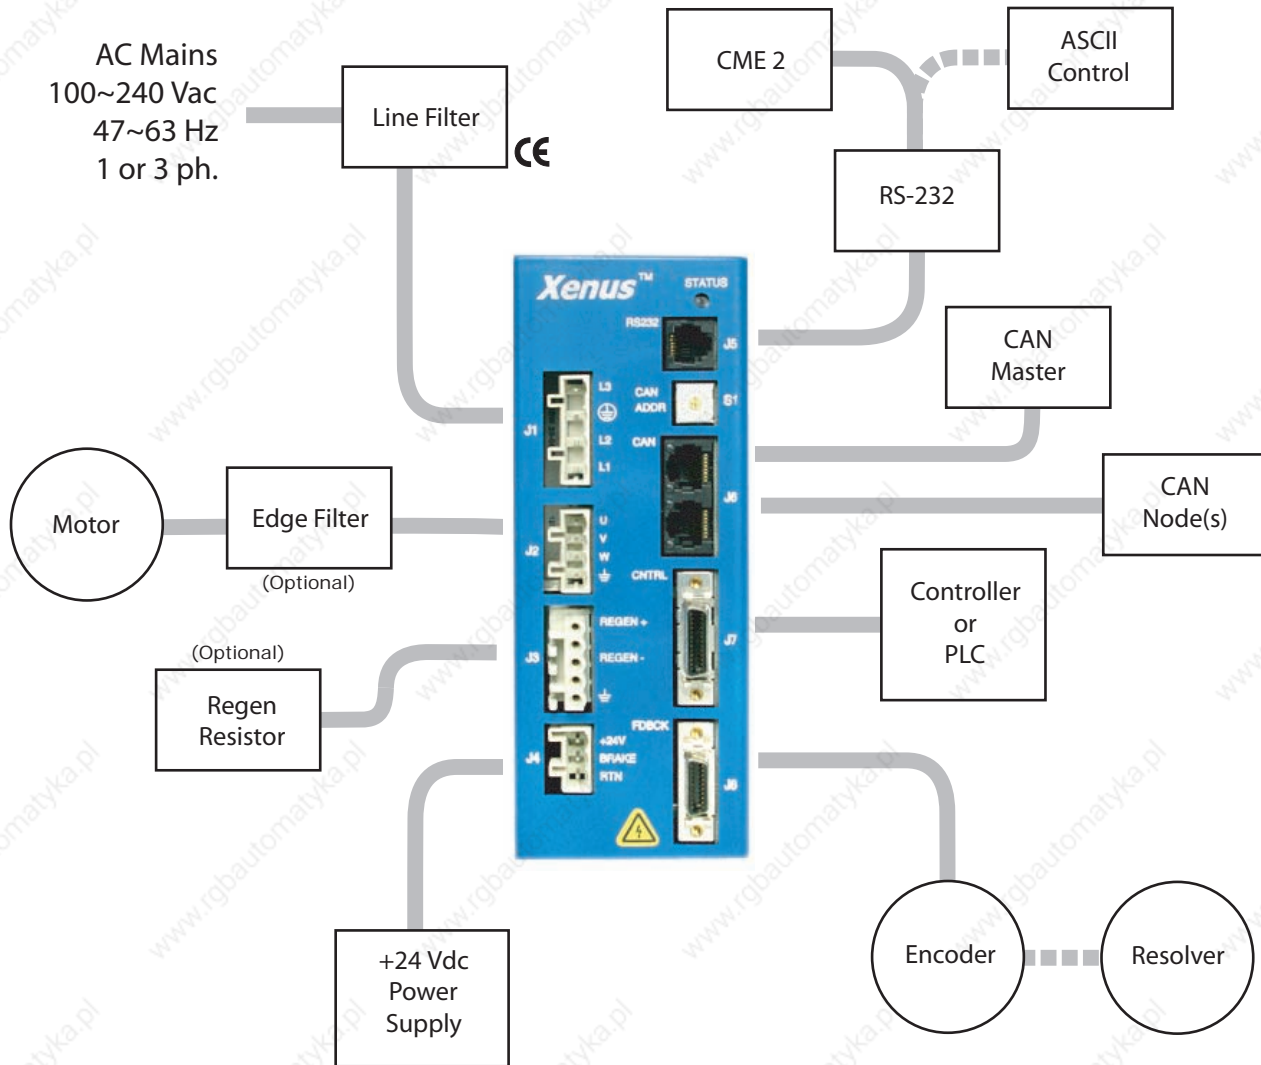 AC Mains
100~240 Vac
47~63 Hz
1 or 3 ph.
Line Filter
CE
CME 2
ASCII
Control
RS-232
CAN
Master
CAN
Node(s)
Controller
or
PLC
Motor
Edge Filter
(Optional)
(Optional)
Regen
Resistor
+24 Vdc
Power
Supply
Encoder
Resolver
Xenus™
STATUS
RS232
J5
L3
CAN
ADDR
S1
J1
L2
L1
CAN
J6
U
V
W
J2
CNTRL
REGEN +
J3
REGEN -
J7
FDBCK
+24V
J4
BRAKE
RTN
J8
www.rgbautomatyka.pl